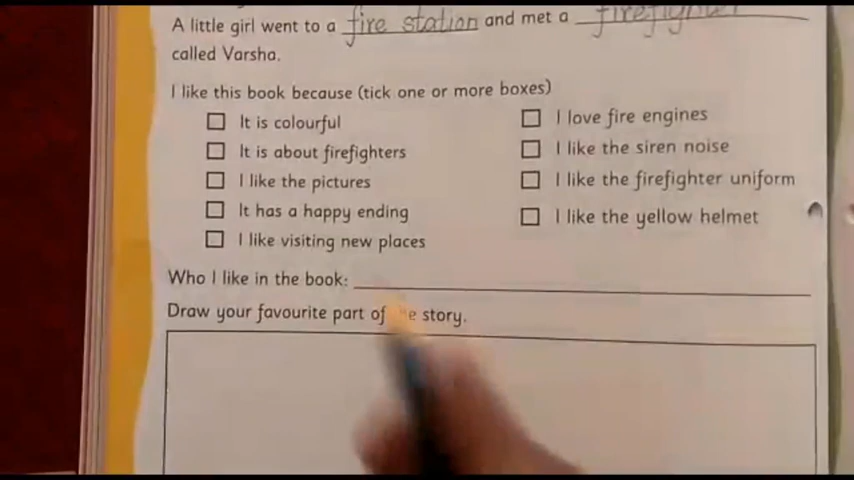 A little girl went to a fire station and met a firefighter
called Varsha.
I like this book because (tick one or more boxes)
It is colourful
It is about firefighters
I like the pictures
It has a happy ending
I like visiting new places
I love fire engines
I like the siren noise
I like the firefighter uniform
I like the yellow helmet
Who I like in the book:
Draw your favourite part of the story.